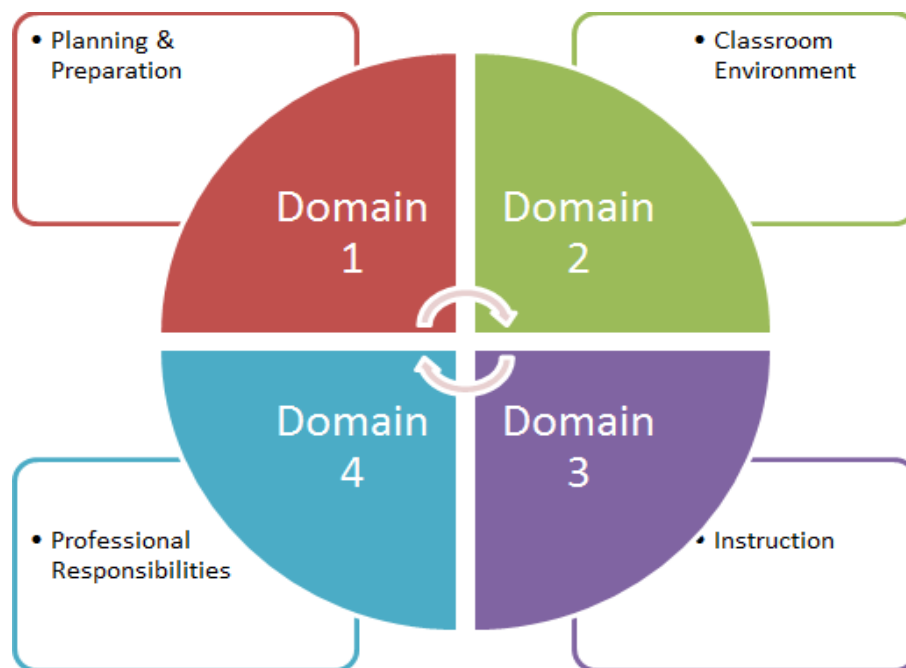 • Planning &
Preparation
• Classroom
Environment
Domain
1
Domain
2
Domain
4
Domain
3
• Professional
Responsibilities
• Instruction